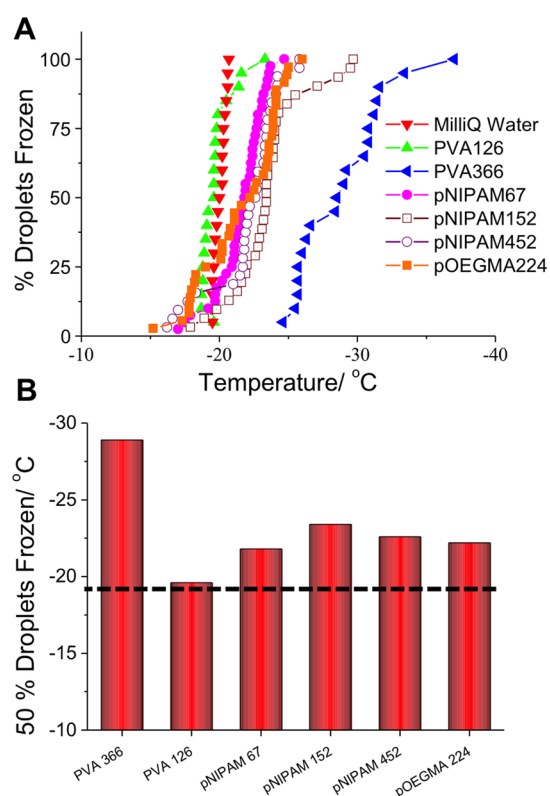 A
% Droplets Frozen
100
75
50
25
0
MilliQ Water
PVA126
PVA366
pNIPAM67
pNIPAM152
pNIPAM452
pOEGMA224
-10
-20
-30
-40
Temperature/ °C
B
50 % Droplets Frozen/ °C
-30
-25
-20
-15
-10
PVA 366
PVA 126
pNIPAM 67
pNIPAM 152
pNIPAM 452
pOEGMA 224